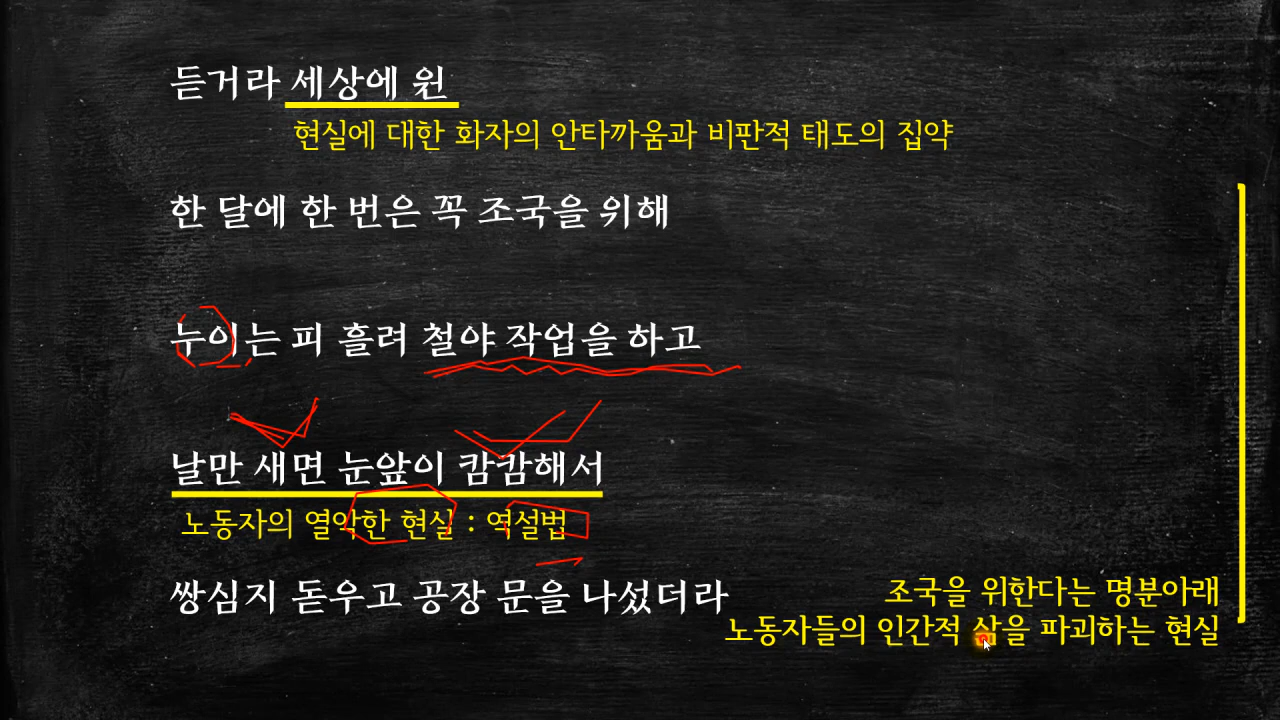 듣거라 세상에 원
현실에 대한 화자의 안타까움과 비판적 태도의 집약
한 달에 한 번은 꼭 조국을 위해
누이는 피 흘려 철야 작업을 하고
날만 새면 눈앞이 캄캄해서
노동자의 열악한 현실 : 역설법
쌍심지 돋우고 공장 문을 나섰더라
조국을 위한다는 명분아래
노동자들의 인간적 삶을 파괴하는 현실